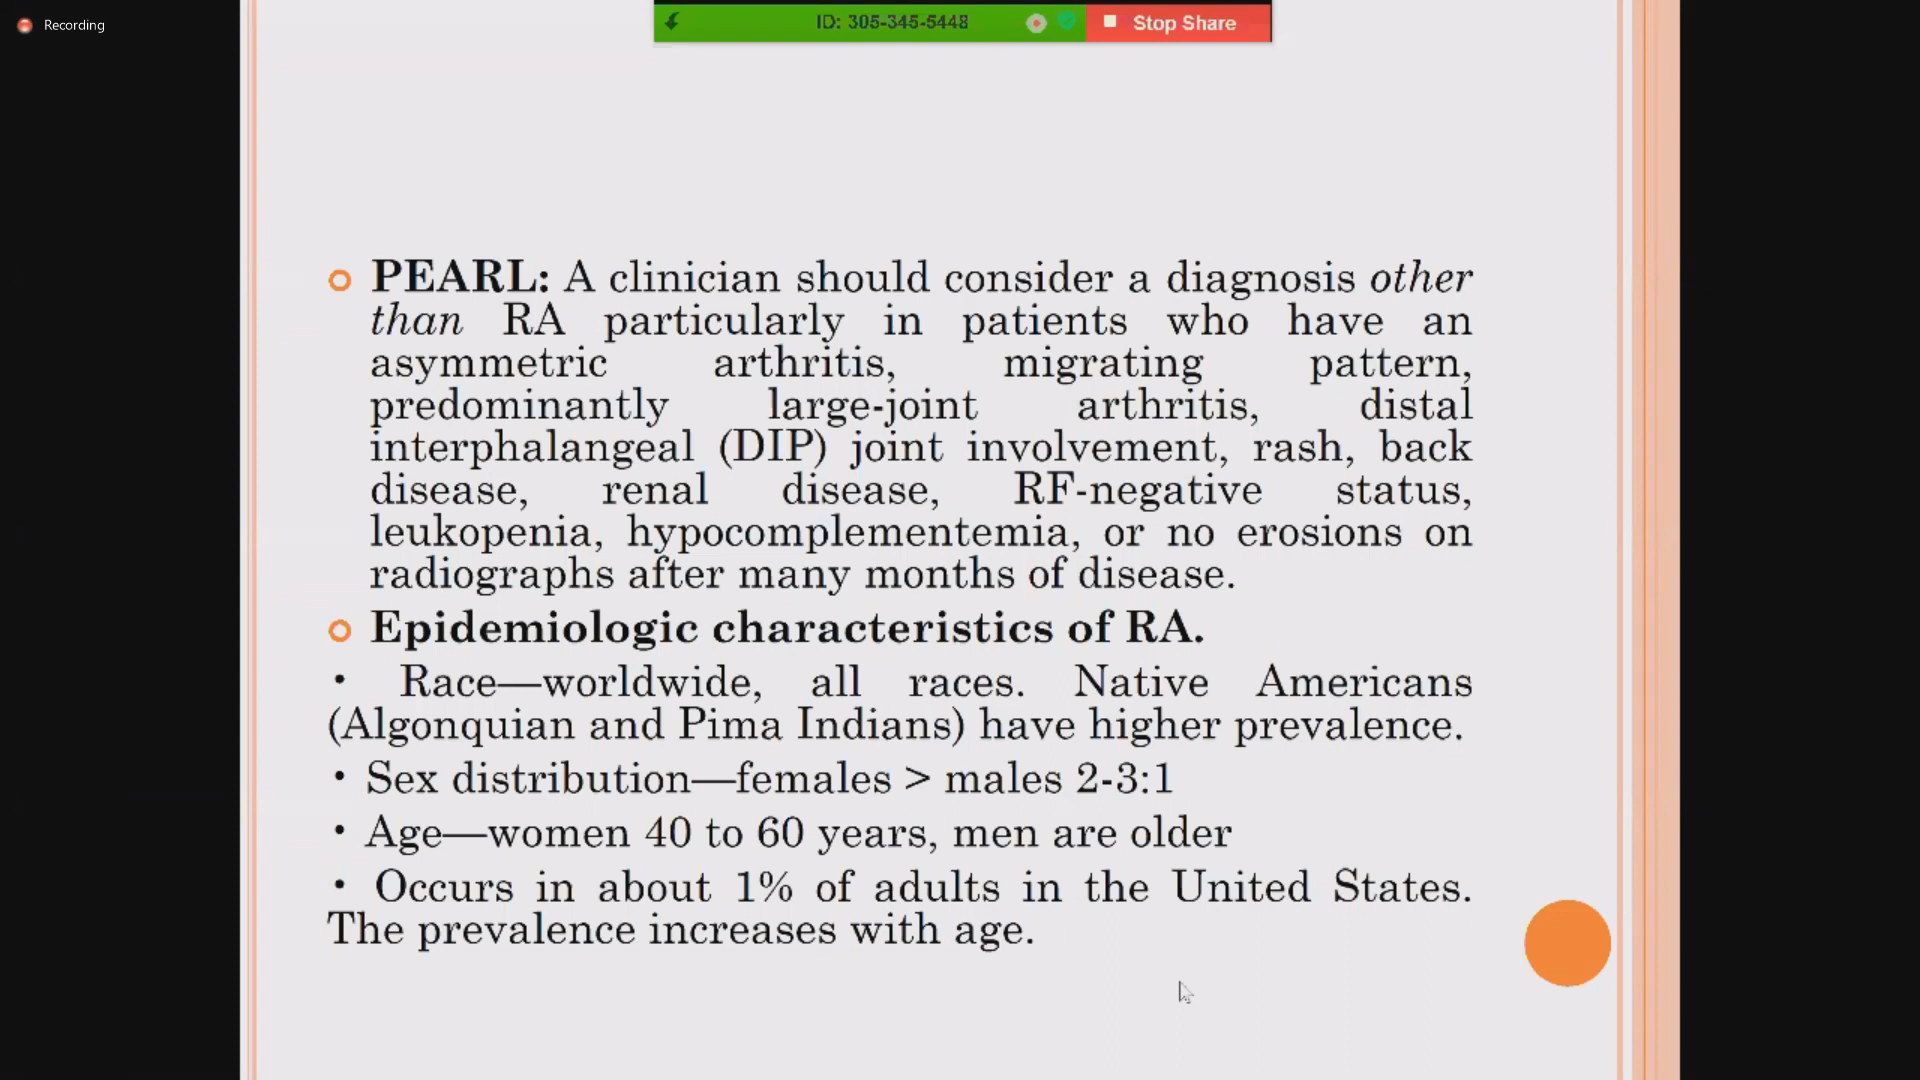 Recording
ID: 305-345-5448
Stop Share
PEARL: A clinician should consider a diagnosis other
than RA particularly in patients who have an
asymmetric arthritis, migrating pattern,
predominantly large-joint arthritis, distal
interphalangeal (DIP) joint involvement, rash, back
disease, renal disease, RF-negative status,
leukopenia, hypocomplementemia, or no erosions on
radiographs after many months of disease.
Epidemiologic characteristics of RA.
• Race—worldwide, all races. Native Americans
(Algonquian and Pima Indians) have higher prevalence.
• Sex distribution—females > males 2-3:1
• Age—women 40 to 60 years, men are older
• Occurs in about 1% of adults in the United States.
The prevalence increases with age.